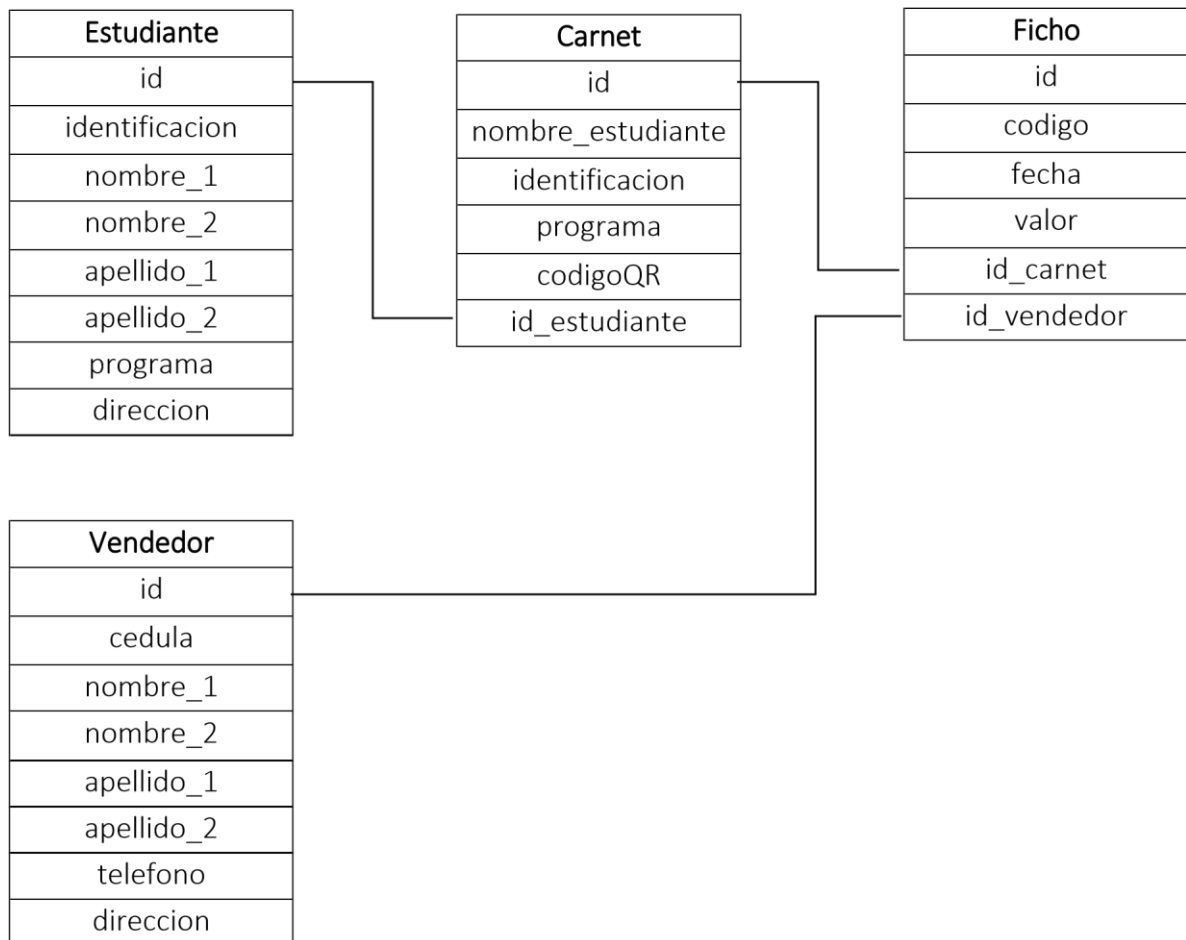 Estudiante
id
identificacion
nombre_1
nombre_2
apellido_1
apellido_2
programa
direccion
Carnet
id
nombre_estudiante
identificacion
programa
codigoQR
id_estudiante
Ficho
id
codigo
fecha
valor
id_carnet
id_vendedor
Vendedor
id
cedula
nombre_1
nombre_2
apellido_1
apellido_2
telefono
direccion